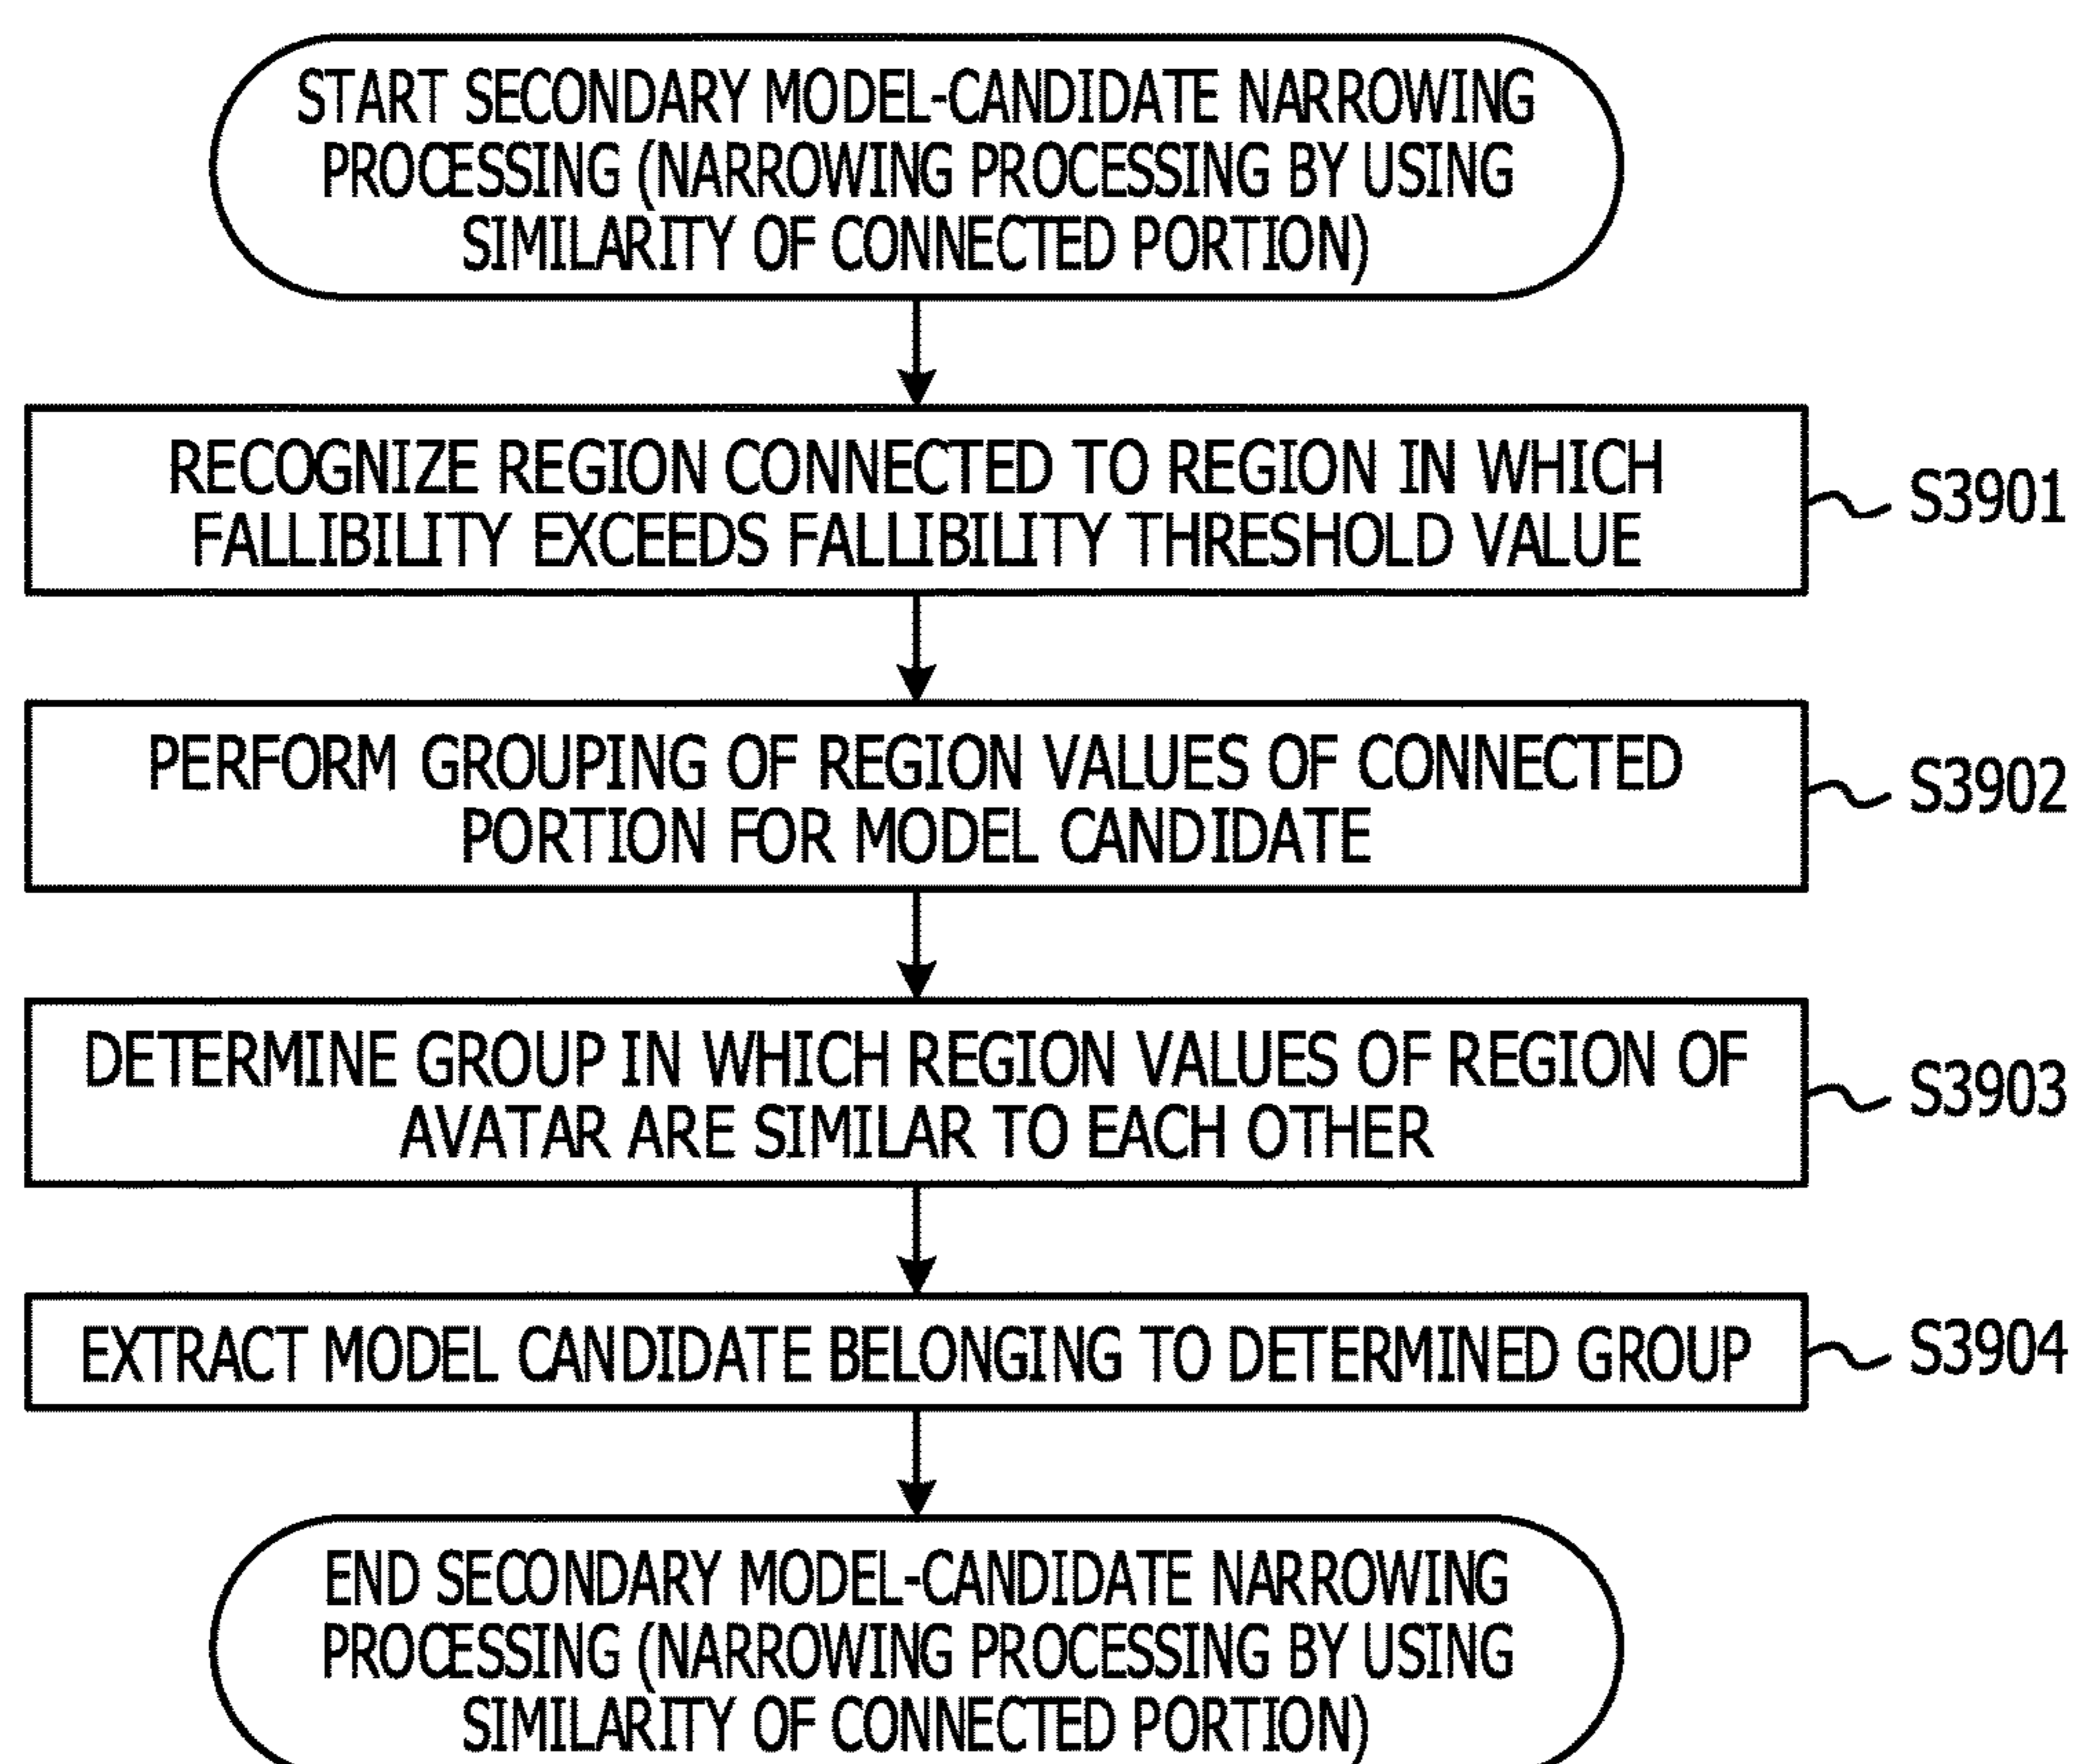 START SECONDARY MODEL-CANDIDATE NARROWING
PROCESSING (NARROWING PROCESSING BY USING
SIMILARITY OF CONNECTED PORTION)
RECOGNIZE REGION CONNECTED TO REGION IN WHICH
FALLIBILITY EXCEEDS FALLIBILITY THRESHOLD VALUE
S3901
PERFORM GROUPING OF REGION VALUES OF CONNECTED
PORTION FOR MODEL CANDIDATE
S3902
DETERMINE GROUP IN WHICH REGION VALUES OF REGION OF
AVATAR ARE SIMILAR TO EACH OTHER
S3903
EXTRACT MODEL CANDIDATE BELONGING TO DETERMINED GROUP
S3904
END SECONDARY MODEL-CANDIDATE NARROWING
PROCESSING (NARROWING PROCESSING BY USING
SIMILARITY OF CONNECTED PORTION)